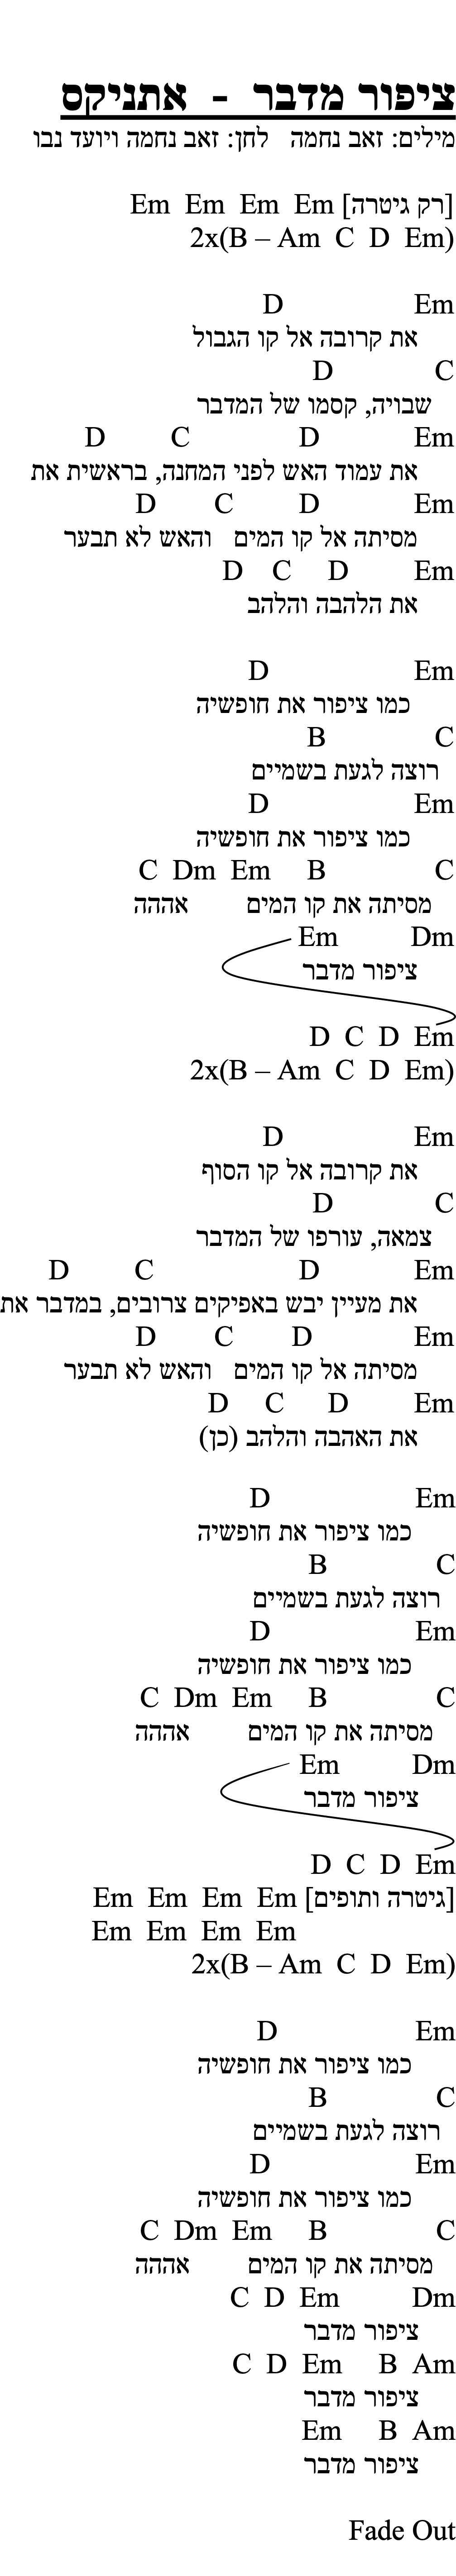 ציפור מדבר - אתניקס
מילים: זאב נחמה לחן: זאב נחמה ויועד נבו
[רק גיטרה] Em Em Em Em
2x(B – Am C D Em)
D Em
את קרובה אל קו הגבול
D C
שבויה, קסמו של המדבר
D C D Em
את עמוד האש לפני המחנה, בראשית את
D C D Em
מסיתה אל קו המים והאש לא תבער
D C D Em
את הלהבה והלהב
D Em
כמו ציפור את חופשיה
B C
רוצה לגעת בשמיים
D Em
כמו ציפור את חופשיה
C Dm Em B C
מסיתה את קו המים אהההה
Em Dm
ציפור מדבר
D C D Em
2x(B – Am C D Em)
D Em
את קרובה אל קו הסוף
D C
צמאה, עורפו של המדבר
D C D Em
את מעיין יבש באפיקים צרובים, במדבר את
D C D Em
מסיתה אל קו המים והאש לא תבער
D C D Em
את האהבה והלהב (כן)
D Em
כמו ציפור את חופשיה
B C
רוצה לגעת בשמיים
D Em
כמו ציפור את חופשיה
C Dm Em B C
מסיתה את קו המים אהההה
Em Dm
ציפור מדבר
D C D Em
[גיטרה ותופים] Em Em Em Em
Em Em Em Em
2x(B – Am C D Em)
D Em
כמו ציפור את חופשיה
B C
רוצה לגעת בשמיים
D Em
כמו ציפור את חופשיה
C Dm Em B C
מסיתה את קו המים אהההה
C D Em Dm
ציפור מדבר
C D Em B Am
ציפור מדבר
Em B Am
ציפור מדבר
Fade Out